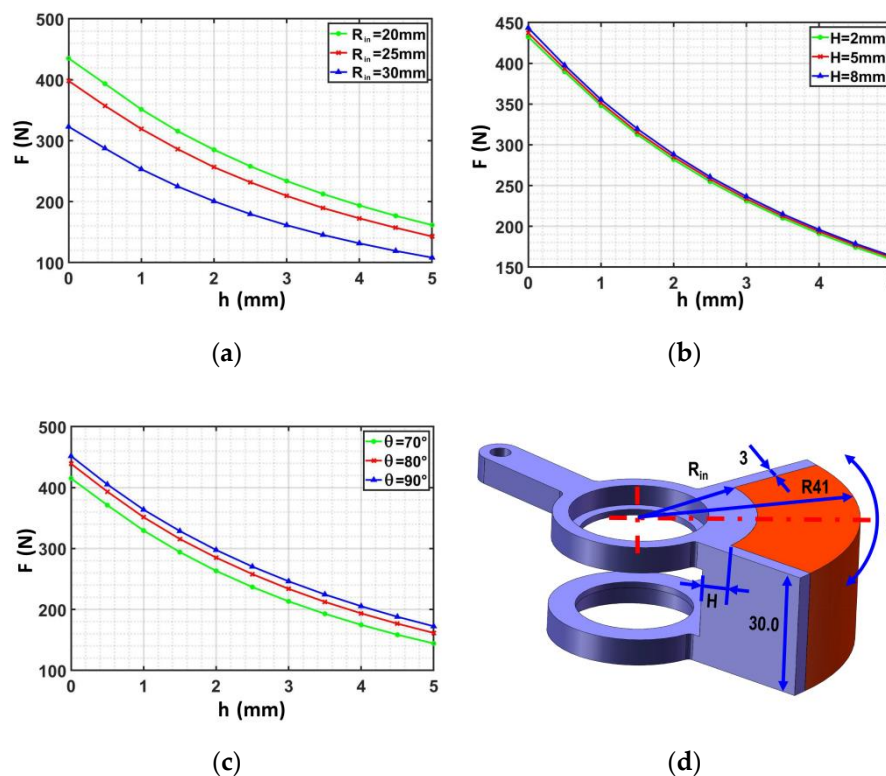 500
400
300
200
100
F (N)
0 1 2 3 4 5
h (mm)
R_in=20mm
R_in=25mm
R_in=30mm
(a)
450
400
350
300
250
200
150
F (N)
0 1 2 3 4
h (mm)
H=2mm
H=5mm
H=8mm
(b)
500
400
300
200
100
F (N)
0 1 2 3 4 5
h (mm)
θ=70°
θ=80°
θ=90°
(c)
R_in
3
R41
H
30.0
(d)